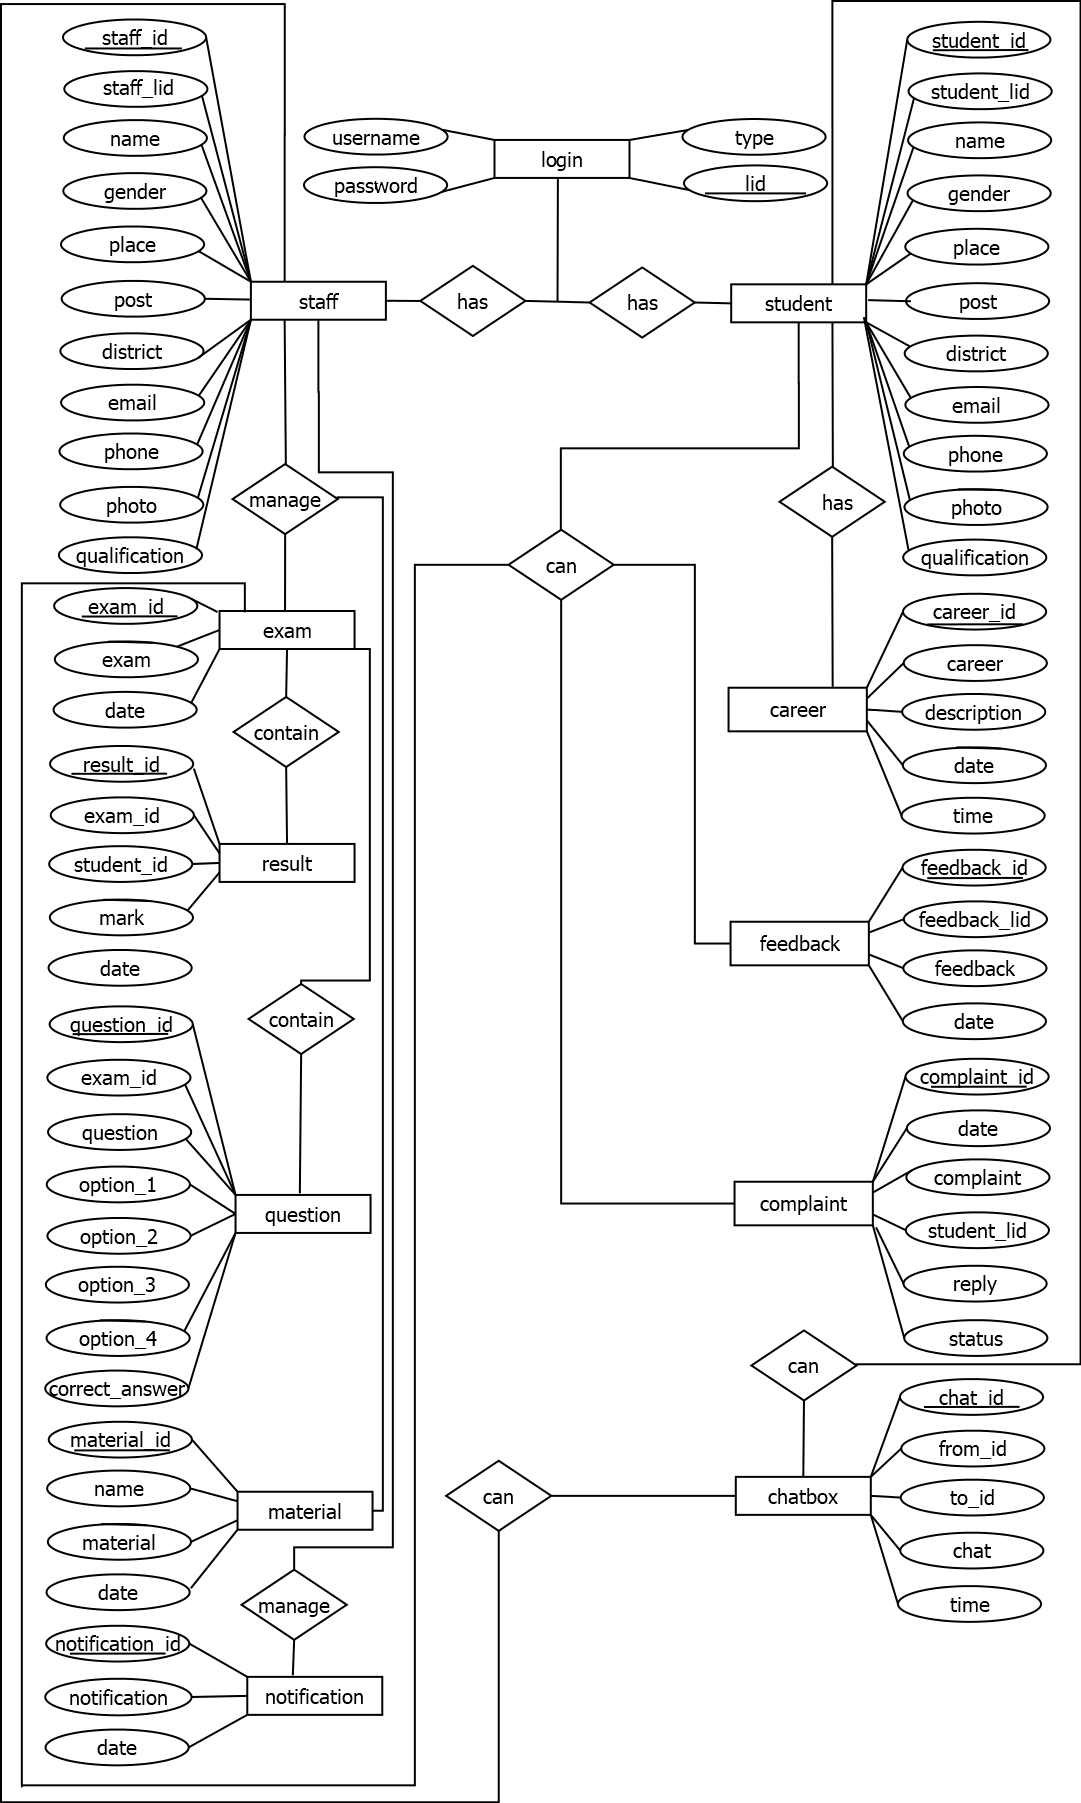 staff_id
staff_lid
name
gender
place
post
district
email
phone
photo
qualification
staff
username
password
login
type
lid
has
has
student
student_id
student_lid
name
gender
place
post
district
email
phone
photo
qualification
manage
can
has
exam_id
exam
date
exam
contain
result_id
exam_id
student_id
mark
date
result
contain
question_id
exam_id
question
option_1
option_2
option_3
option_4
correct_answer
question
material_id
name
material
date
material
manage
notification_id
notification
date
notification
career
career_id
career
description
date
time
feedback
feedback_id
feedback_lid
feedback
date
complaint
complaint_id
date
complaint
student_lid
reply
status
can
can
chatbox
chat_id
from_id
to_id
chat
time